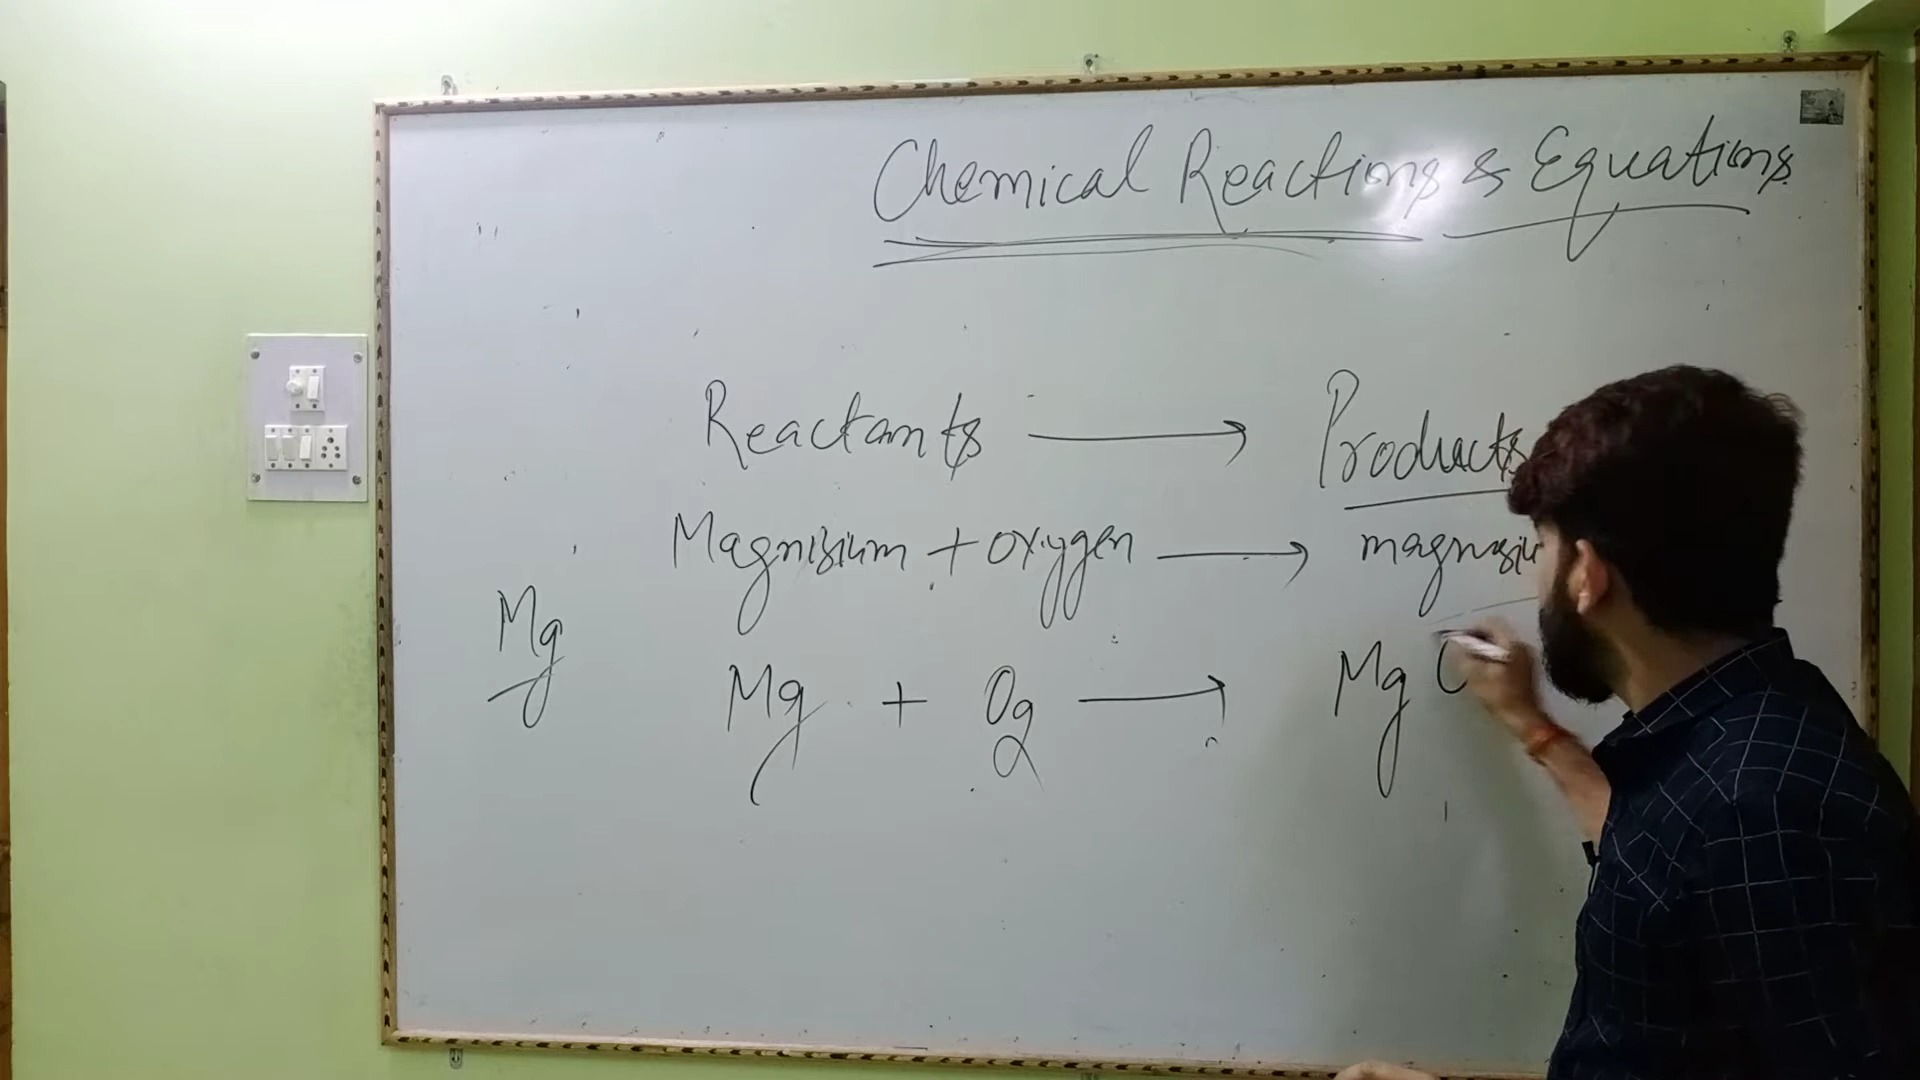 Chemical Reactions & Equations
Reactants → Products
Magnisium + oxygen → magnesiu
Mg
Mg + O2 → Mg